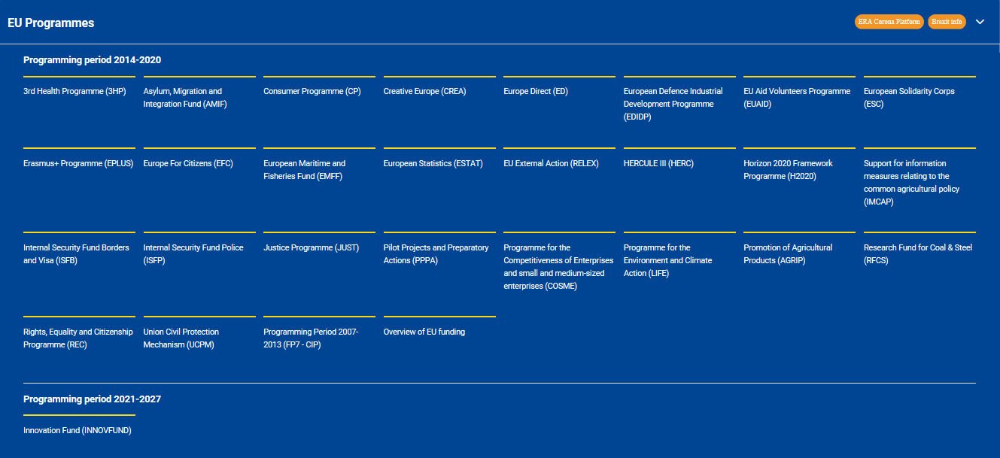 EU Programmes
ERA Corona Platform
Brexit info
Programming period 2014-2020
3rd Health Programme (3HP)
Asylum, Migration and
Integration Fund (AMIF)
Consumer Programme (CP)
Creative Europe (CREA)
Europe Direct (ED)
European Defence Industrial
Development Programme
(EDIDP)
EU Aid Volunteers Programme
(EUAID)
European Solidarity Corps
(ESC)
Erasmus+ Programme (EPLUS)
Europe For Citizens (EFC)
European Maritime and
Fisheries Fund (EMFF)
European Statistics (ESTAT)
EU External Action (RELEX)
HERCULE III (HERC)
Horizon 2020 Framework
Programme (H2020)
Support for information
measures relating to the
common agricultural policy
(IMCAP)
Internal Security Fund Borders
and Visa (ISFB)
Internal Security Fund Police
(ISFP)
Justice Programme (JUST)
Pilot Projects and Preparatory
Actions (PPPA)
Programme for the
Competitiveness of Enterprises
and small and medium-sized
enterprises (COSME)
Programme for the
Environment and Climate
Action (LIFE)
Promotion of Agricultural
Products (AGRIP)
Research Fund for Coal & Steel
(RFCS)
Rights, Equality and Citizenship
Programme (REC)
Union Civil Protection
Mechanism (UCPM)
Programming Period 2007-
2013 (FP7 - CIP)
Overview of EU funding
Programming period 2021-2027
Innovation Fund (INNOVFUND)